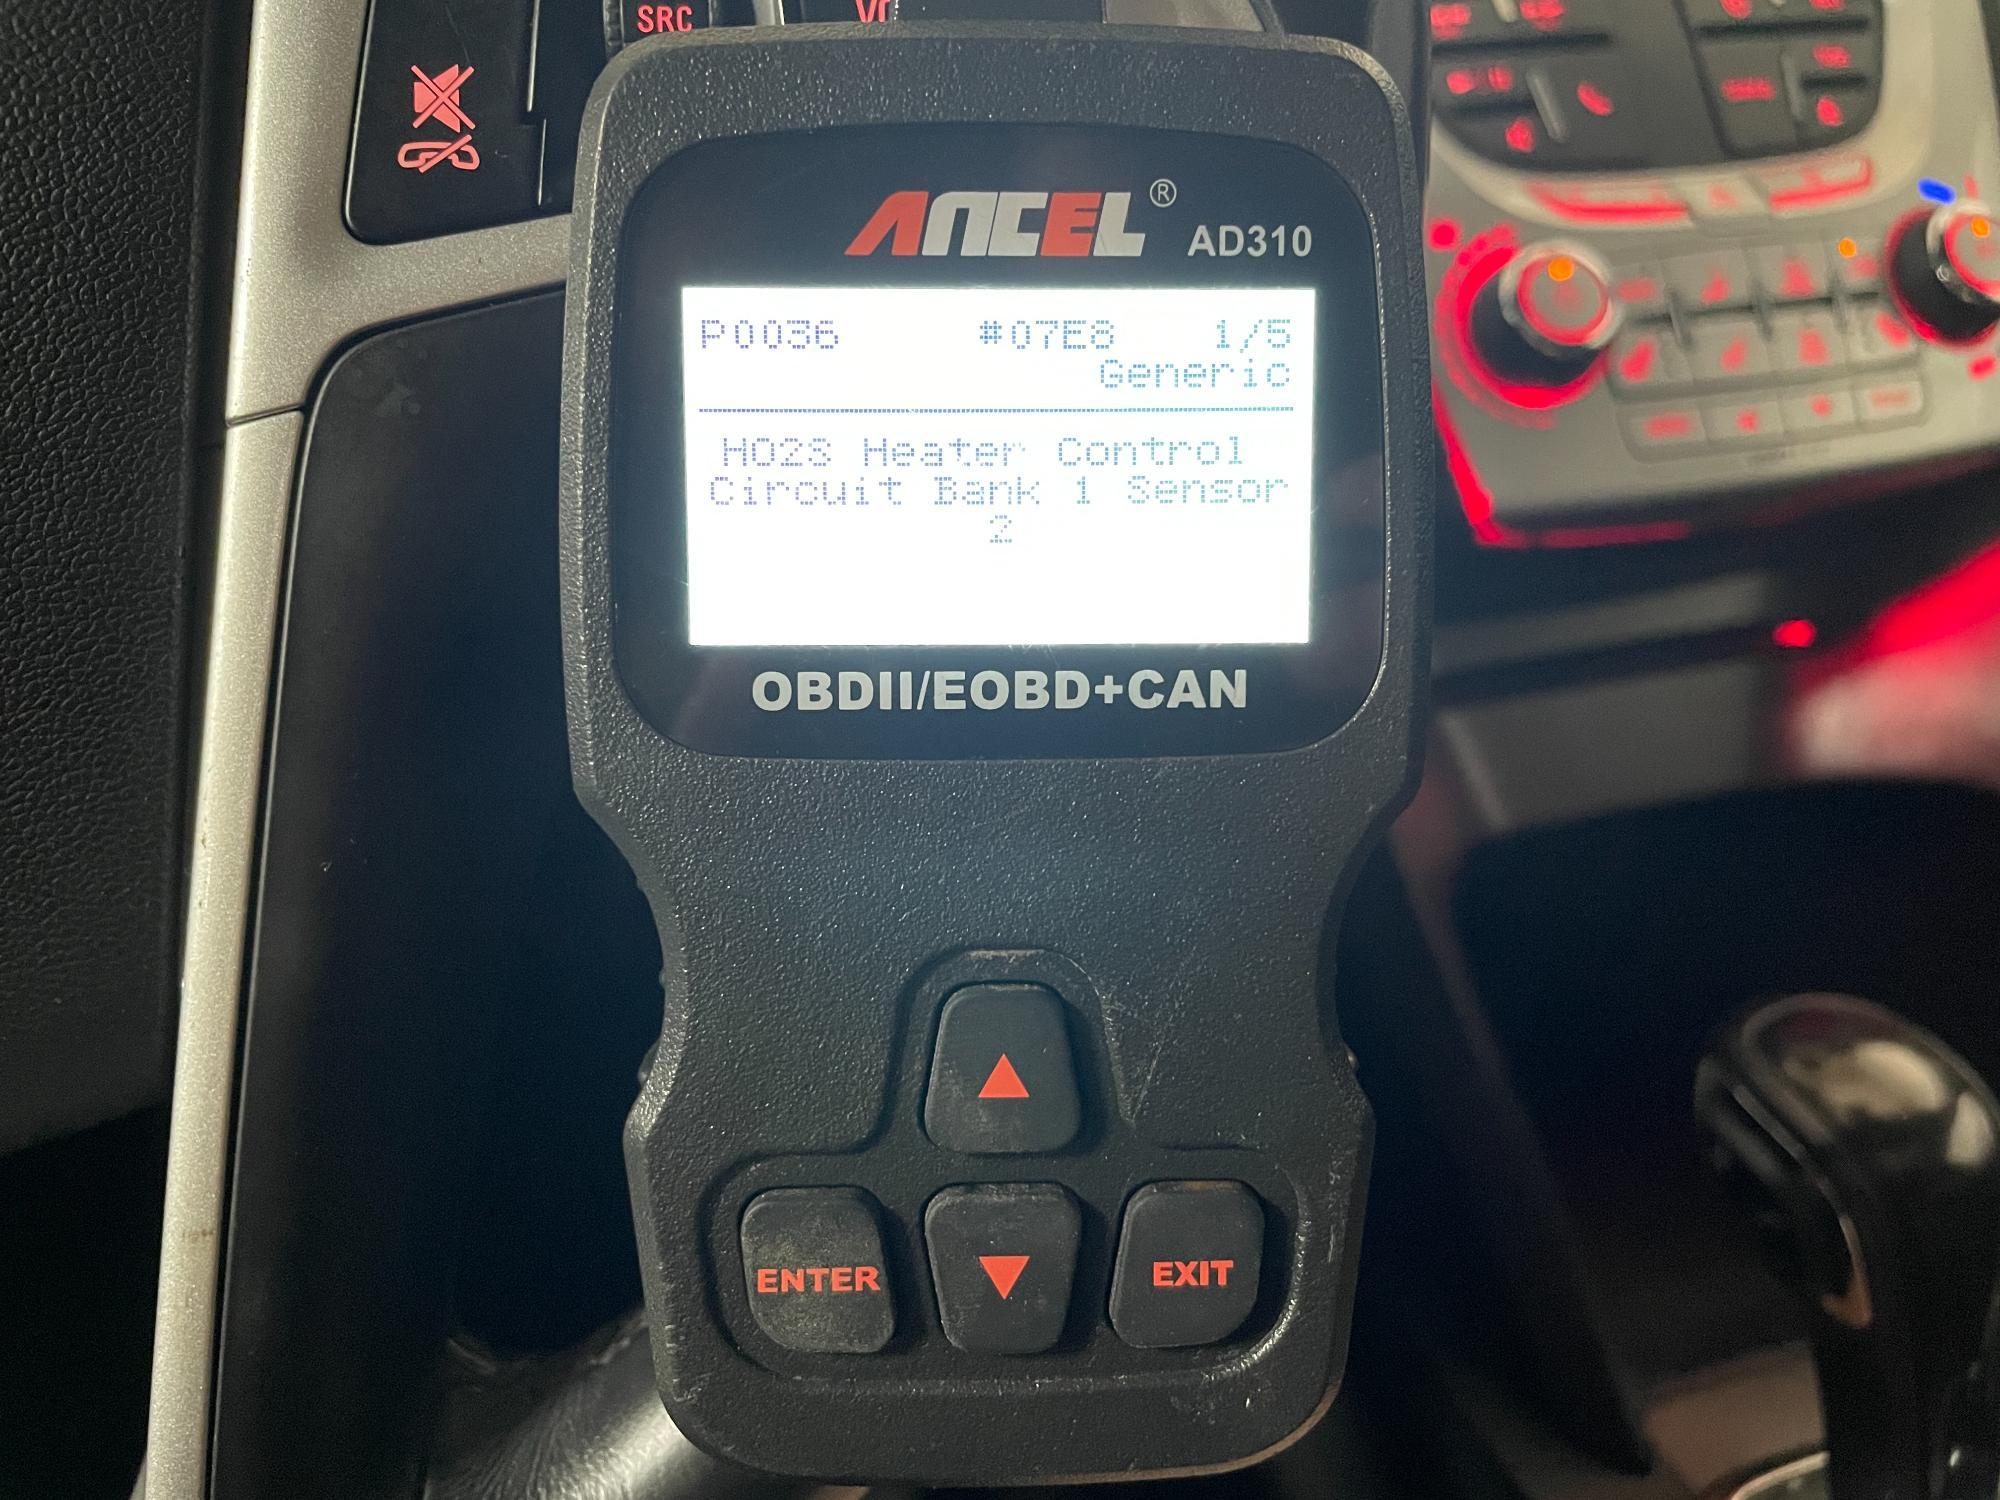 SRC
ANCEL®
AD310
P0036 #07E8 1/5
Generic
HO2S Heater Control
Circuit Bank 1 Sensor
2
OBDII/EOBD+CAN
ENTER
EXIT